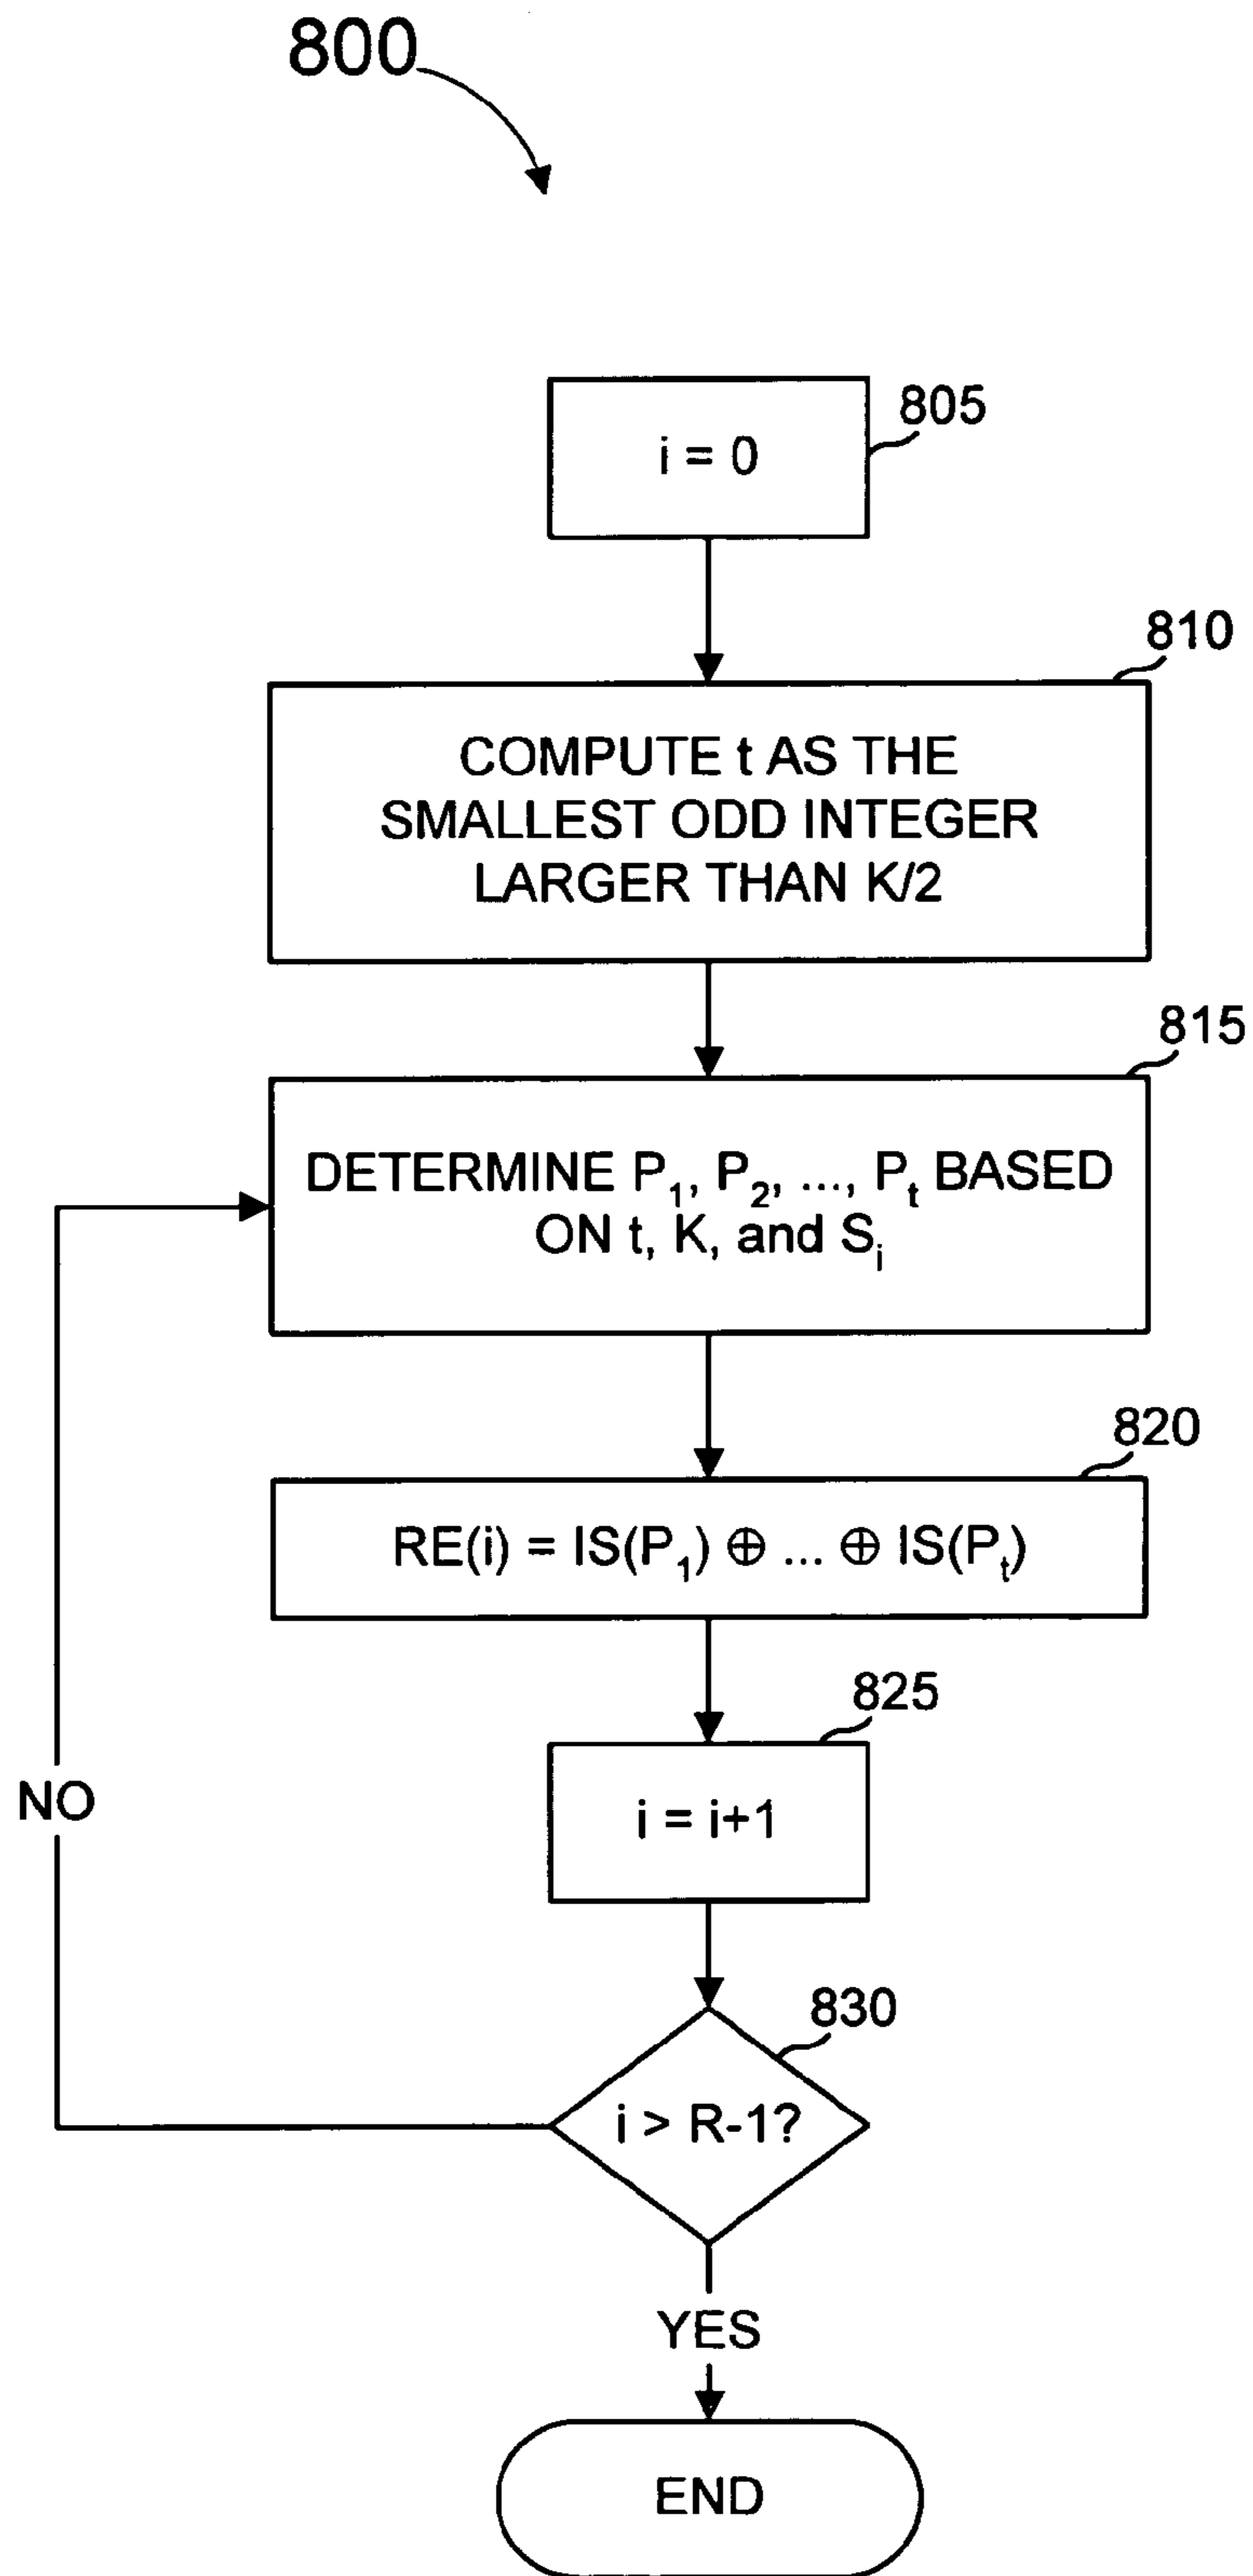 800
805
i = 0
810
COMPUTE t AS THE
SMALLEST ODD INTEGER
LARGER THAN K/2
815
DETERMINE P₁, P₂, ..., Pₜ BASED
ON t, K, and Sᵢ
820
RE(i) = IS(P₁) ⊕ ... ⊕ IS(Pₜ)
825
i = i+1
NO
830
i > R-1?
YES
END